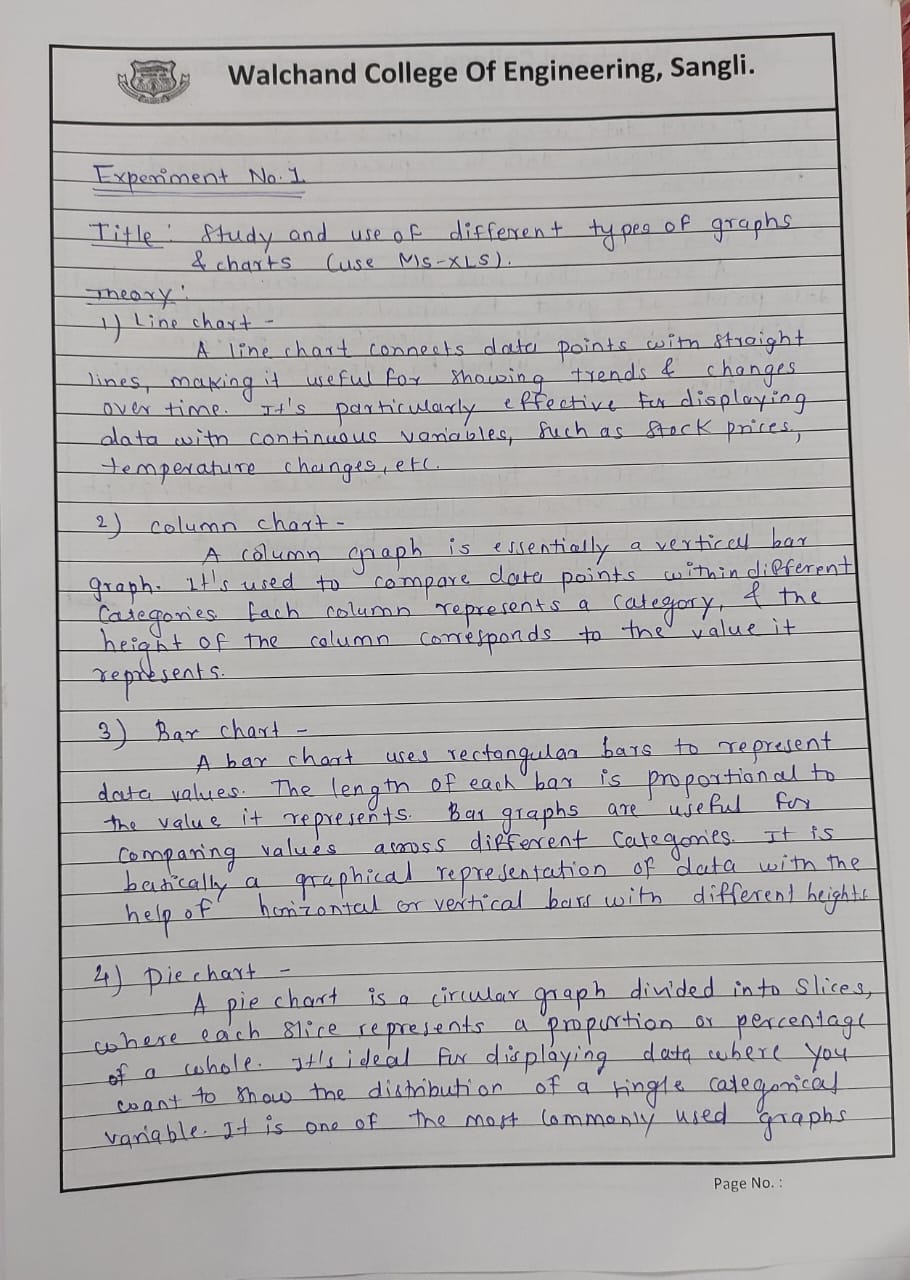 Walchand College Of Engineering, Sangli.
Experiment No. 1
Title: Study and use of different types of graphs
& charts (use MS-XLS).
Theory:
1) Line chart -
A line chart connects data points with straight
lines, making it useful for showing trends & changes
over time. It's particularly effective for displaying
data with continuous variables, such as stock prices,
temperature changes, etc.
2) column chart -
A column graph is essentially a vertical bar
graph. It's used to compare data points within different
categories. Each column represents a category, & the
height of the column corresponds to the value it
represents.
3) Bar chart -
A bar chart uses rectangular bars to represent
data values. The length of each bar is proportional to
the value it represents. Bar graphs are useful for
comparing values across different categories. It is
basically a graphical representation of data with the
help of horizontal or vertical bars with different heights
4) Pie chart -
A pie chart is a circular graph divided into slices,
where each slice represents a proportion or percentage
of a whole. It's ideal for displaying data where you
want to show the distribution of a single categorical
variable. It is one of the most commonly used graphs
Page No. :